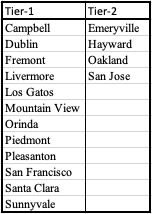 Tier-1 Tier-2
Campbell Emeryville
Dublin Hayward
Fremont Oakland
Livermore San Jose
Los Gatos
Mountain View
Orinda
Piedmont
Pleasanton
San Francisco
Santa Clara
Sunnyvale